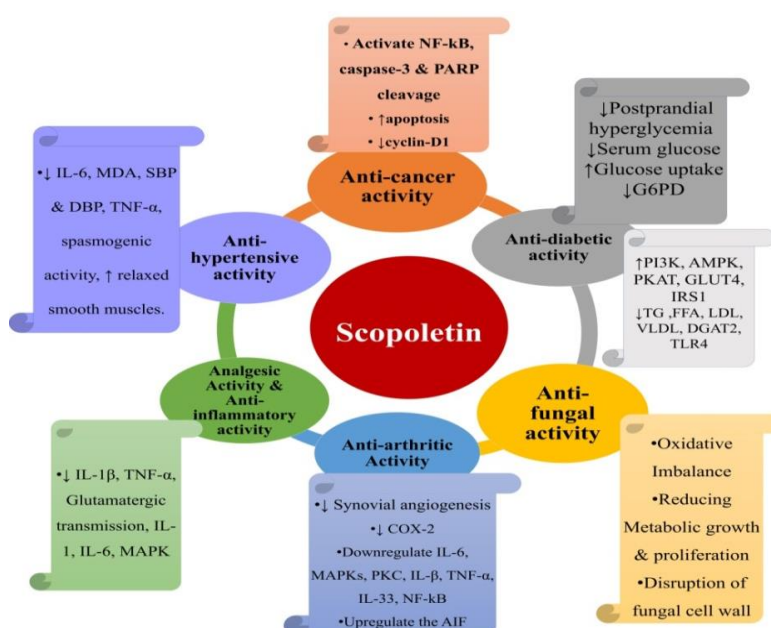 • Activate NF-kB,
caspase-3 & PARP
cleavage
• ↑apoptosis
• ↓cyclin-D1
Anti-cancer
activity
↓Postprandial
hyperglycemia
↓Serum glucose
↑Glucose uptake
↓G6PD
Anti-diabetic
activity
↑PI3K, AMPK,
PKAT, GLUT4,
IRS1
↓TG ,FFA, LDL,
VLDL, DGAT2,
TLR4
•↓ IL-6, MDA, SBP
& DBP, TNF-α,
spasmogenic
activity, ↑ relaxed
smooth muscles.
Anti-
hypertensive
activity
Scopoletin
Analgesic
Activity &
Anti-
inflammatory
activity
Anti-
fungal
activity
Anti-arthritic
Activity
•↓ IL-1β, TNF-α,
Glutamatergic
transmission, IL-
1, IL-6, MAPK
•↓ Synovial angiogenesis
•↓ COX-2
•Downregulate IL-6,
MAPKs, PKC, IL-β, TNF-α,
IL-33, NF-kB
•Upregulate the AIF
•Oxidative
Imbalance
•Reducing
Metabolic growth
& proliferation
•Disruption of
fungal cell wall